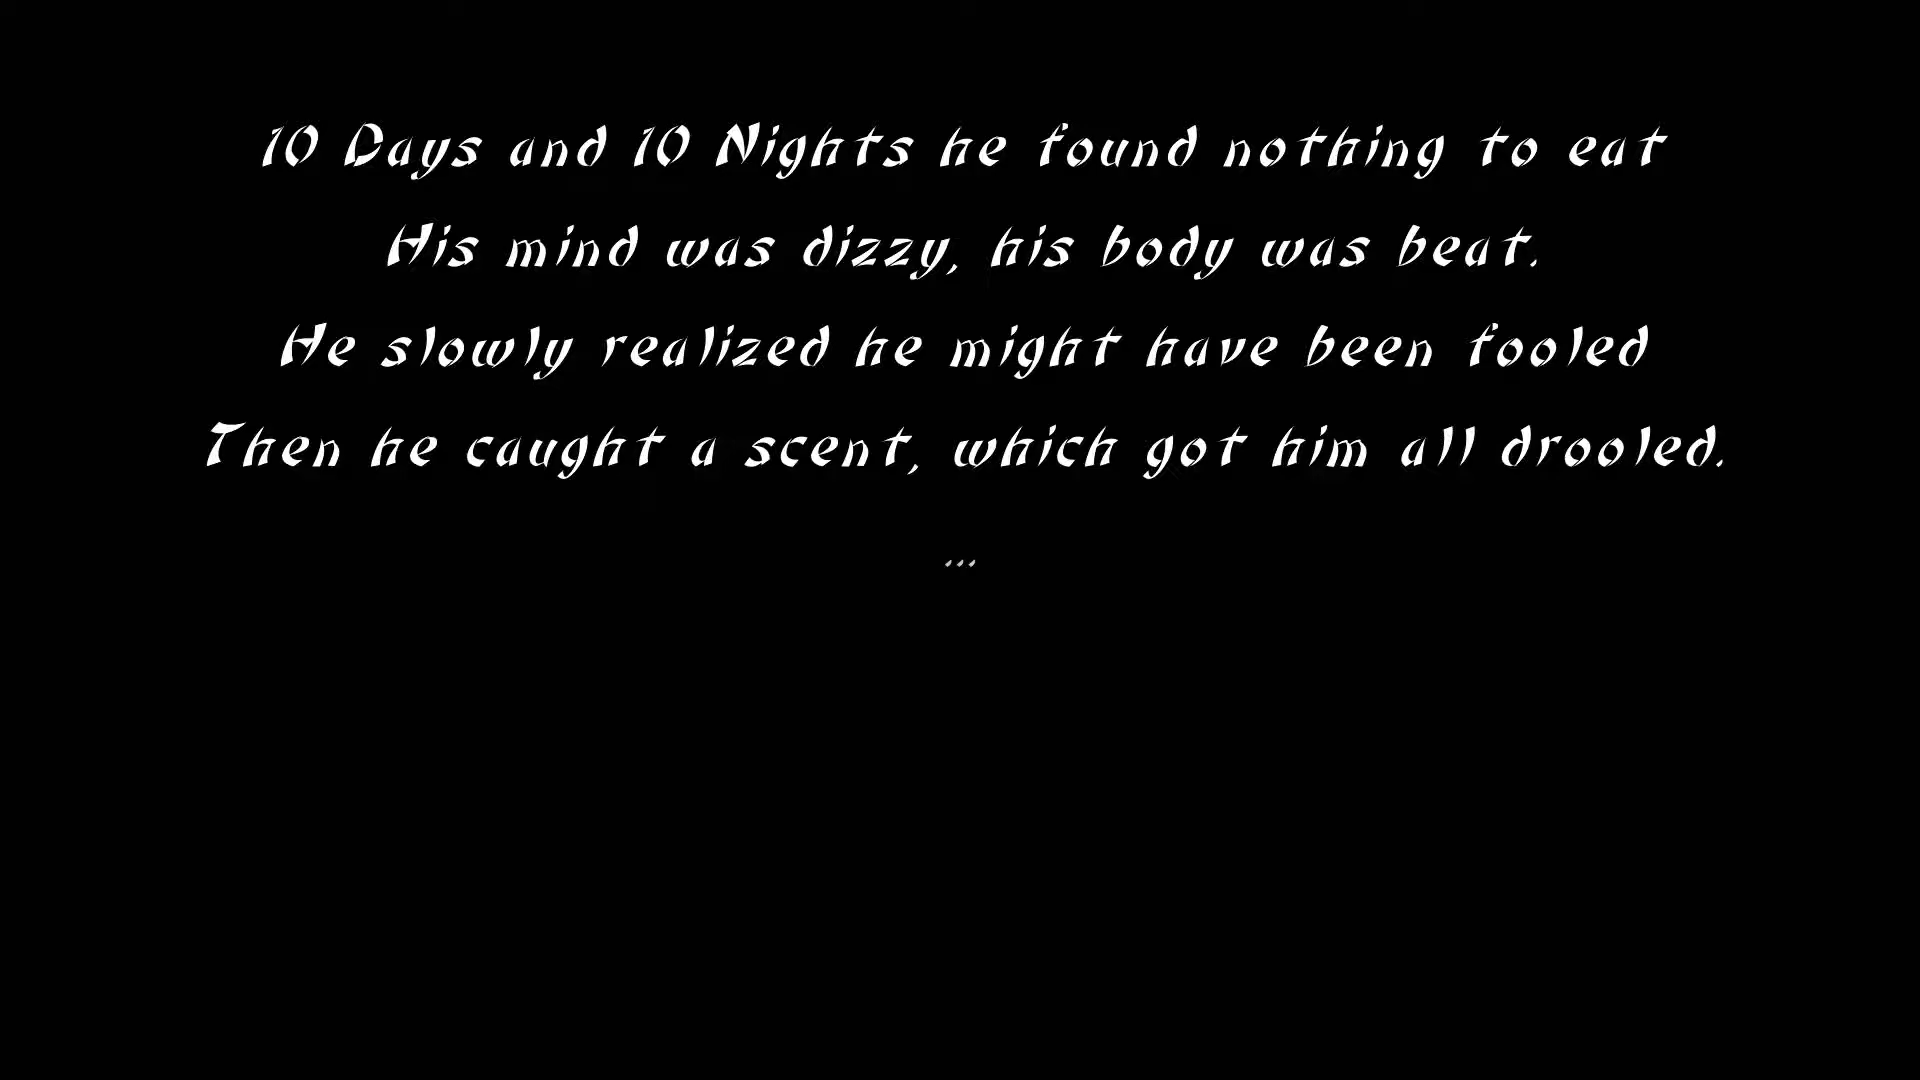 10 Days and 10 Nights he found nothing to eat
His mind was dizzy, his body was beat.
He slowly realized he might have been fooled
Then he caught a scent, which got him all drooled.
...